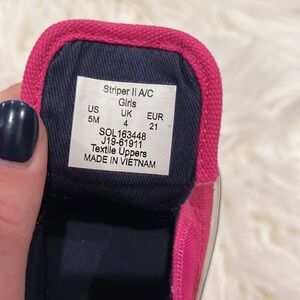 Striper II A/C
Girls
US UK EUR
5M 4 21
SOL163448
J19-61911
Textile Uppers
MADE IN VIETNAM